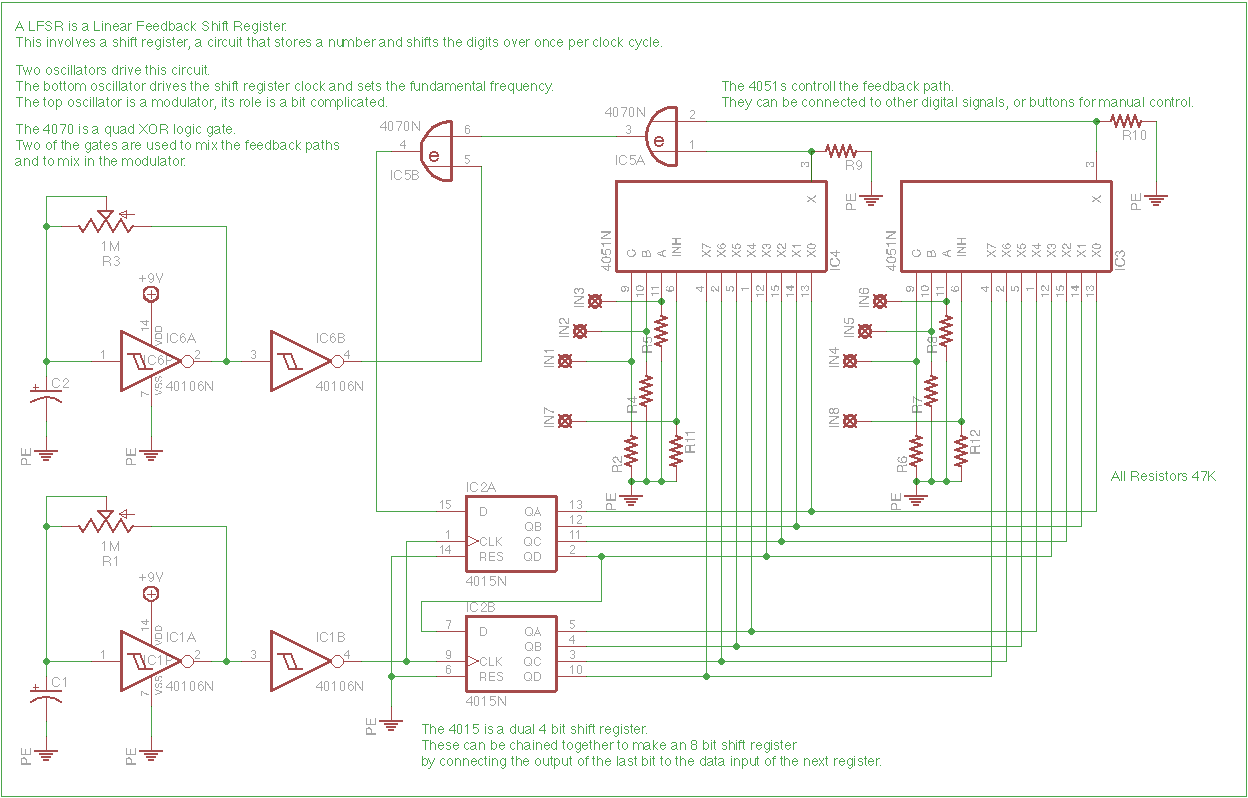 A LFSR is a Linear Feedback Shift Register.
This involves a shift register, a circuit that stores a number and shifts the digits over once per clock cycle.
Two oscillators drive this circuit.
The bottom oscillator drives the shift register clock and sets the fundamental frequency.
The top oscillator is a modulator, its role is a bit complicated.
The 4070 is a quad XOR logic gate.
Two of the gates are used to mix the feedback paths
and to mix in the modulator.
The 4051s controll the feedback path.
They can be connected to other digital signals, or buttons for manual control.
4070N
6
4
e
5
IC5B
4070N
2
3
e
1
IC5A
R10
R9
3
3
PE
PE
X
X
4051N
C
B
A
INH
X7
X6
X5
X4
X3
X2
X1
X0
IC4
9
10
11
6
4
2
5
1
12
15
14
13
4051N
C
B
A
INH
X7
X6
X5
X4
X3
X2
X1
X0
IC3
9
10
11
6
4
2
5
1
12
15
14
13
1M
R3
+9V
14
VDD
IC6A
IC6P
1
2
40106N
7
VSS
IC6B
3
4
40106N
C2
+
PE
PE
IN3
IN2
IN1
IN7
R5
R4
R2
R11
PE
IN6
IN5
IN4
IN8
R8
R7
R6
R12
PE
All Resistors 47K
1M
R1
+9V
14
VDD
IC1A
IC1P
1
2
40106N
7
VSS
IC1B
3
4
40106N
C1
+
PE
PE
IC2A
15
D
QA
13
QB
12
1
CLK
QC
11
14
RES
QD
2
4015N
IC2B
7
D
QA
5
QB
4
9
CLK
QC
3
6
RES
QD
10
4015N
PE
The 4015 is a dual 4 bit shift register.
These can be chained together to make an 8 bit shift register
by connecting the output of the last bit to the data input of the next register.